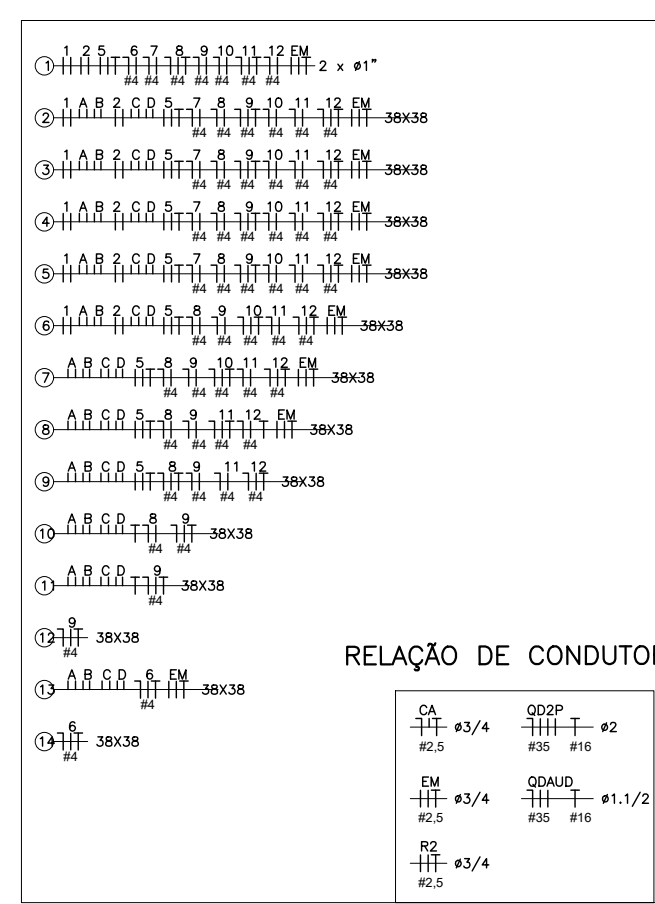 1 1 2 5 6 7 8 9 10 11 12 EM 2 x ø1"
#4 #4 #4 #4 #4 #4 #4
2 1 A B 2 C D 5 7 8 9 10 11 12 EM 38X38
#4 #4 #4 #4 #4 #4
3 1 A B 2 C D 5 7 8 9 10 11 12 EM 38X38
#4 #4 #4 #4 #4 #4
4 1 A B 2 C D 5 7 8 9 10 11 12 EM 38X38
#4 #4 #4 #4 #4 #4
5 1 A B 2 C D 5 7 8 9 10 11 12 EM 38X38
#4 #4 #4 #4 #4 #4
6 1 A B 2 C D 5 8 9 10 11 12 EM 38X38
#4 #4 #4 #4 #4
7 A B C D 5 8 9 10 11 12 EM 38X38
#4 #4 #4 #4 #4
8 A B C D 5 8 9 11 12 EM 38X38
#4 #4 #4 #4
9 A B C D 5 8 9 11 12 38X38
#4 #4 #4 #4
10 A B C D 8 9 38X38
#4 #4
11 A B C D 9 38X38
#4
12 9 38X38
#4
13 A B C D 6 EM 38X38
#4
14 6 38X38
#4
RELAÇÃO DE CONDUTO
CA ø3/4 QD2P ø2
#2,5 #35 #16
EM ø3/4 QDAUD ø1.1/2
#2,5 #35 #16
R2 ø3/4
#2,5